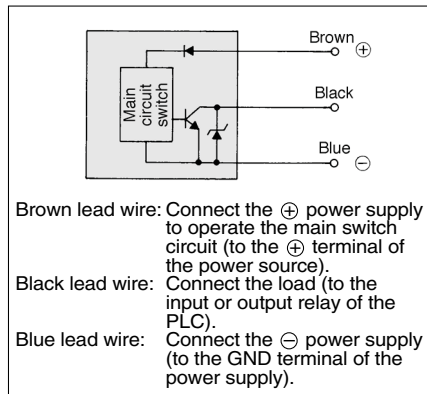 Brown ⊕
Main
circuit
switch
Black
Blue ⊖
Brown lead wire: Connect the ⊕ power supply
to operate the main switch
circuit (to the ⊕ terminal of
the power source).
Black lead wire: Connect the load (to the
input or output relay of the
PLC).
Blue lead wire: Connect the ⊖ power supply
(to the GND terminal of the
power supply).